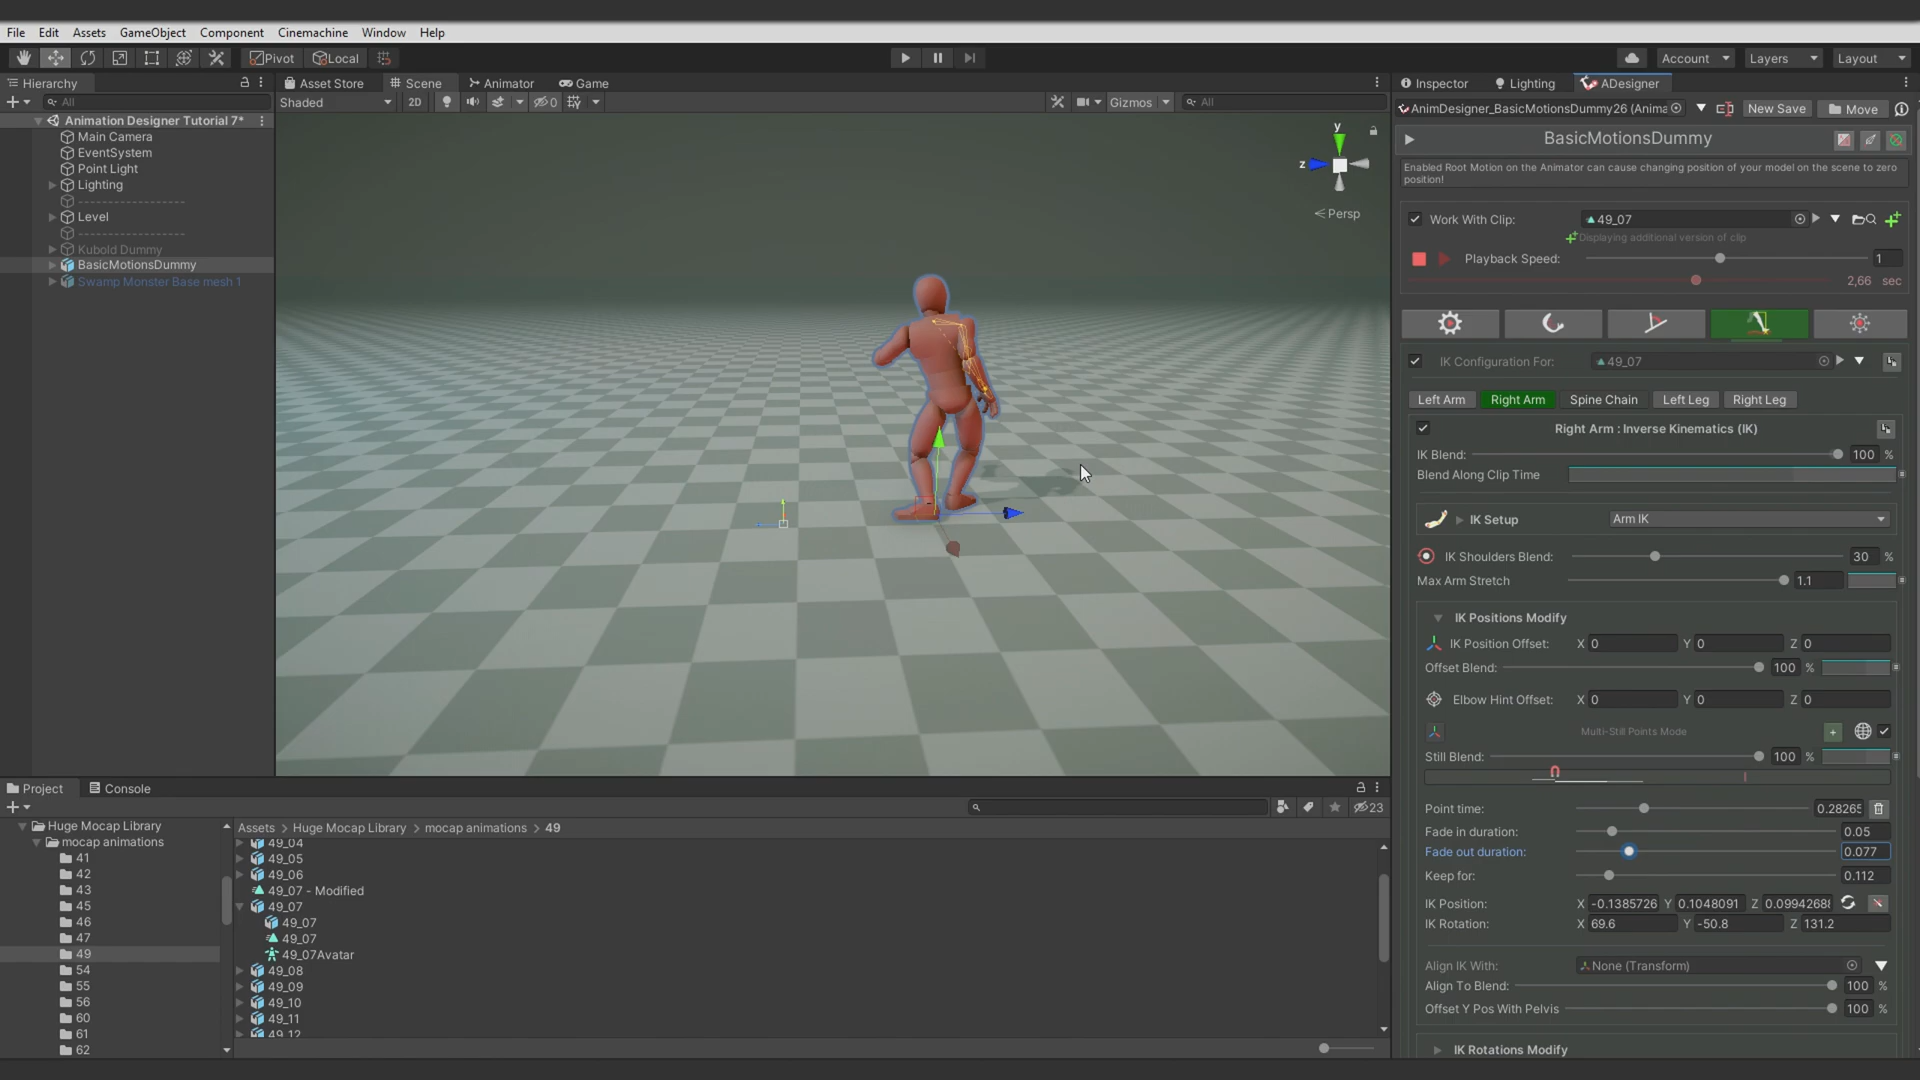 File Edit Assets GameObject Component Cinemachine Window Help
Pivot Local Account Layers Layout
Hierarchy
All
Animation Designer Tutorial 7*
Main Camera
EventSystem
Point Light
Lighting
------------------
Level
------------------
Kubold Dummy
BasicMotionsDummy
Swamp Monster Base mesh 1
Asset Store Scene Animator Game
Shaded 2D 0 Gizmos All
y
z
Persp
Inspector Lighting ADesigner
AnimDesigner_BasicMotionsDummy26 (Anima New Save Move
BasicMotionsDummy
Enabled Root Motion on the Animator can cause changing position of your model on the scene to zero
position!
Work With Clip: 49_07
Displaying additional version of clip
Playback Speed: 1
2,66 sec
IK Configuration For: 49_07
Left Arm Right Arm Spine Chain Left Leg Right Leg
Right Arm : Inverse Kinematics (IK)
IK Blend: 100 %
Blend Along Clip Time
IK Setup Arm IK
IK Shoulders Blend: 30 %
Max Arm Stretch 1.1
IK Positions Modify
IK Position Offset: X 0 Y 0 Z 0
Offset Blend: 100 %
Elbow Hint Offset: X 0 Y 0 Z 0
Multi-Still Points Mode +
Still Blend: 100 %
Point time: 0.28265
Fade in duration: 0.05
Fade out duration: 0.077
Keep for: 0.112
IK Position: X -0.1385726 Y 0.1048091 Z 0.0994268
IK Rotation: X 69.6 Y -50.8 Z 131.2
Align IK With: None (Transform)
Align To Blend: 100 %
Offset Y Pos With Pelvis 100 %
IK Rotations Modify
Project Console
23
Huge Mocap Library
mocap animations
41
42
43
45
46
47
49
54
55
56
60
61
62
Assets > Huge Mocap Library > mocap animations > 49
49_04
49_05
49_06
49_07 - Modified
49_07
49_07
49_07
49_07Avatar
49_08
49_09
49_10
49_11
49_12